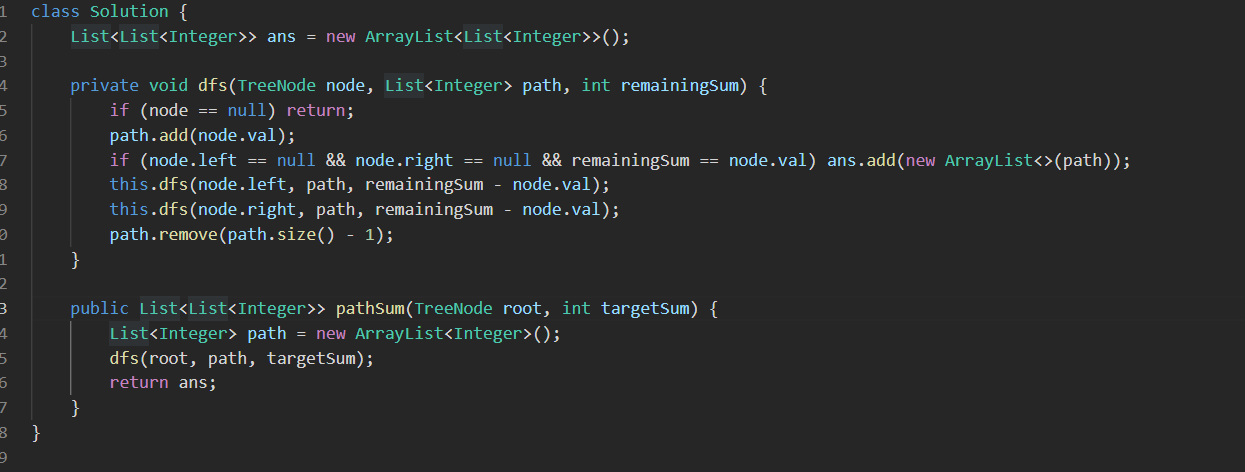 1 class Solution {
2 List<List<Integer>> ans = new ArrayList<List<Integer>>();
3
4 private void dfs(TreeNode node, List<Integer> path, int remainingSum) {
5 if (node == null) return;
6 path.add(node.val);
7 if (node.left == null && node.right == null && remainingSum == node.val) ans.add(new ArrayList<>(path));
8 this.dfs(node.left, path, remainingSum - node.val);
9 this.dfs(node.right, path, remainingSum - node.val);
0 path.remove(path.size() - 1);
1 }
2
3 public List<List<Integer>> pathSum(TreeNode root, int targetSum) {
4 List<Integer> path = new ArrayList<Integer>();
5 dfs(root, path, targetSum);
6 return ans;
7 }
8 }
9